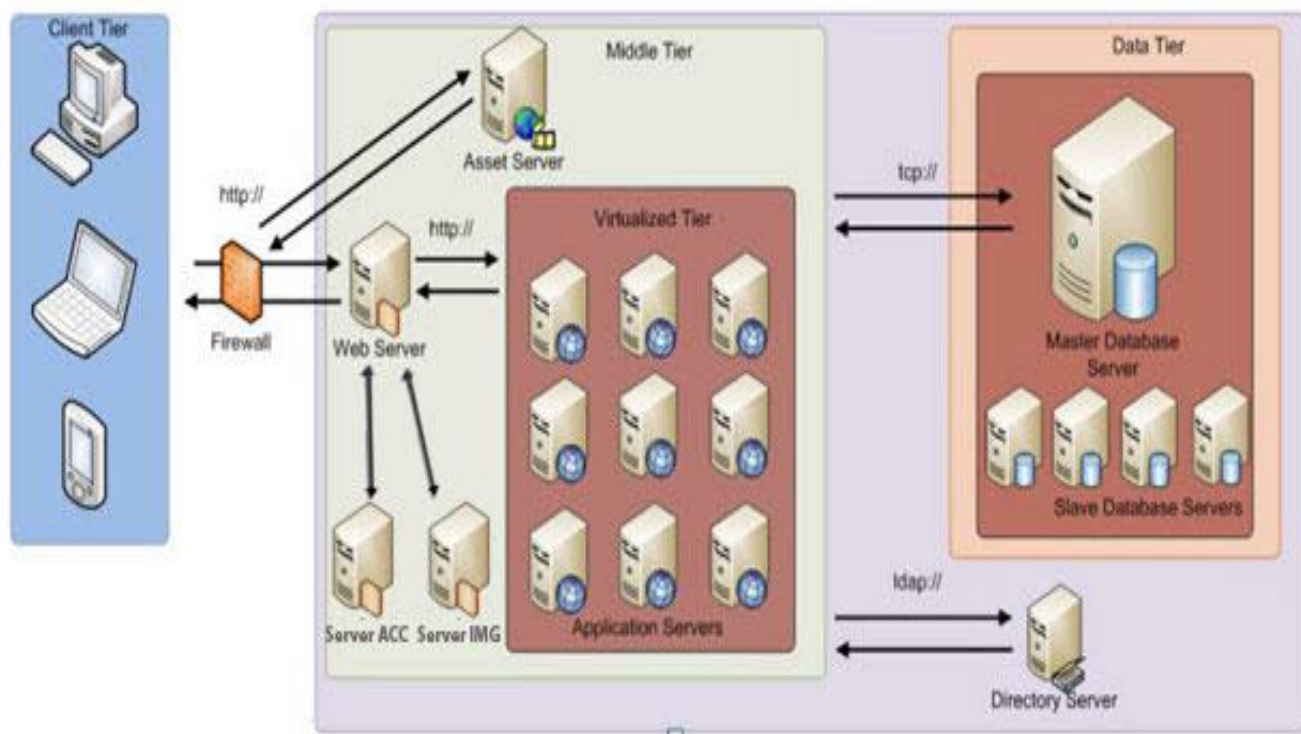 Client Tier
Middle Tier
Data Tier
Asset Server
http://
tcp://
http://
Virtualized Tier
Firewall
Web Server
Master Database
Server
Slave Database Servers
ldap://
Server ACC
Server IMG
Application Servers
Directory Server